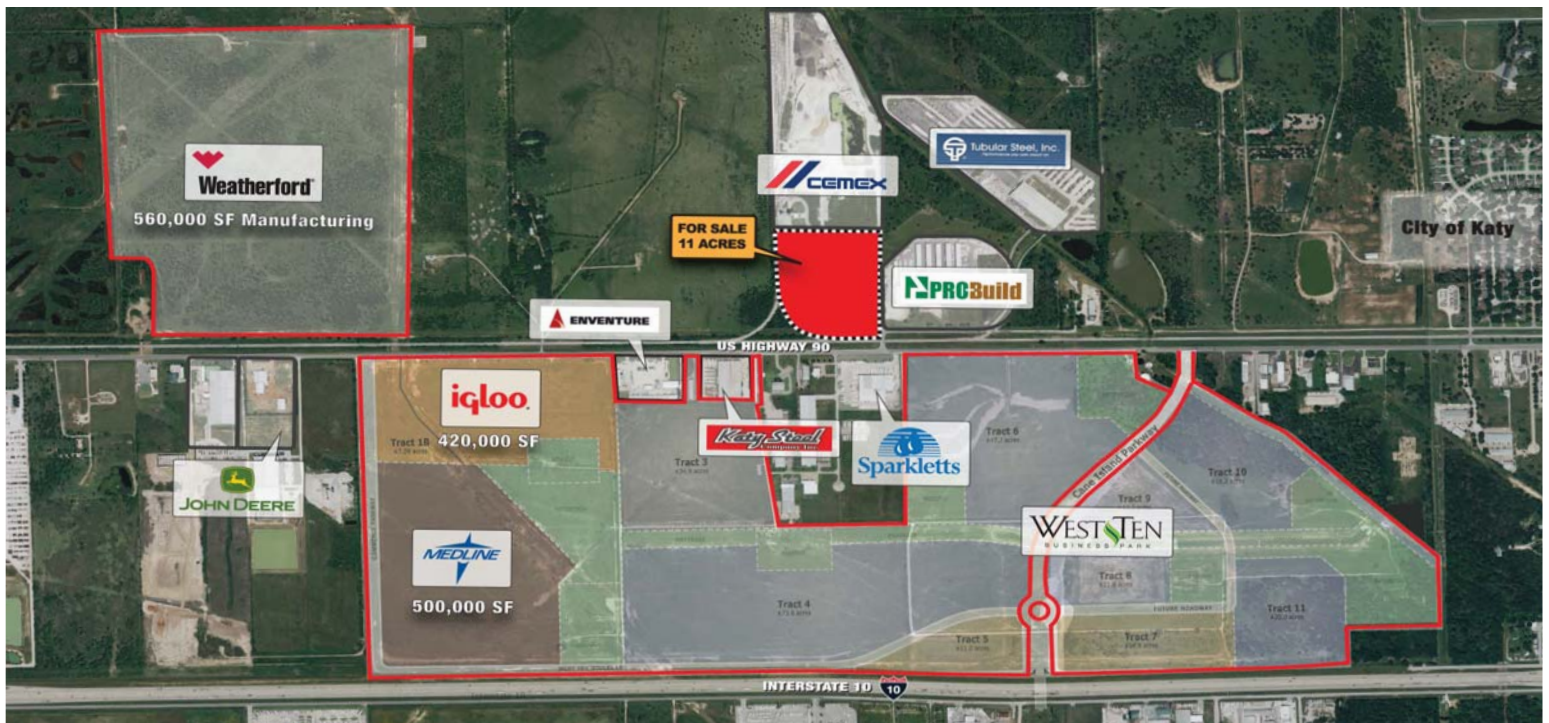 Weatherford®
560,000 SF Manufacturing
CEMEX
Tubular Steel, Inc.
FOR SALE
11 ACRES
City of Katy
PROBuild
ENVENTURE
US HIGHWAY 90
igloo.
420,000 SF
Tract 1B
Katy Steel
Company Inc.
Tract 3
Sparkletts
Tract 6
Cane Island Parkway
Tract 10
Tract 9
JOHN DEERE
MEDLINE
500,000 SF
WEST TEN
BUSINESS PARK
Tract 8
Tract 4
FUTURE ROADWAY
Tract 11
Tract 5
Tract 7
INTERSTATE 10
10